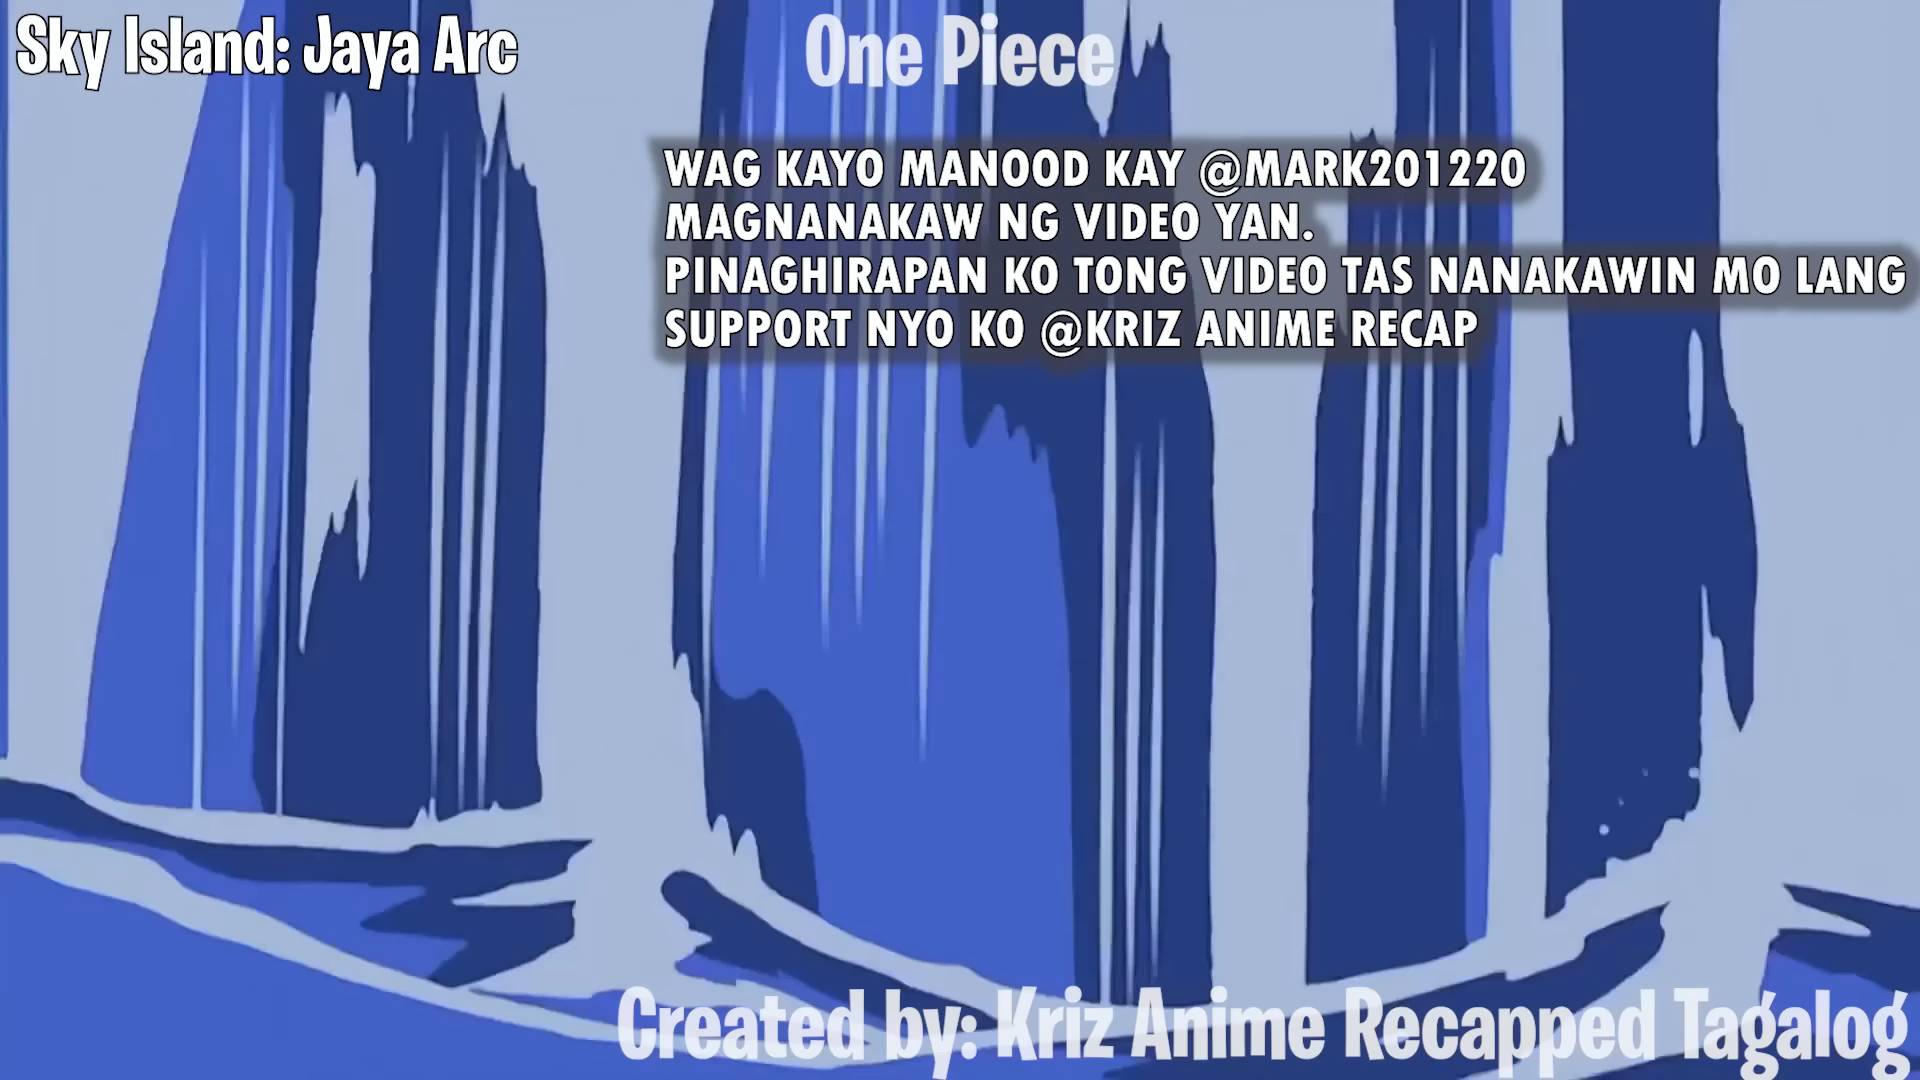 Sky Island: Jaya Arc
One Piece
WAG KAYO MANOOD KAY @MARK201220
MAGNANAKAW NG VIDEO YAN.
PINAGHIRAPAN KO TONG VIDEO TAS NANAKAWIN MO LANG
SUPPORT NYO KO @KRIZ ANIME RECAP
Created by: Kriz Anime Recapped Tagalog